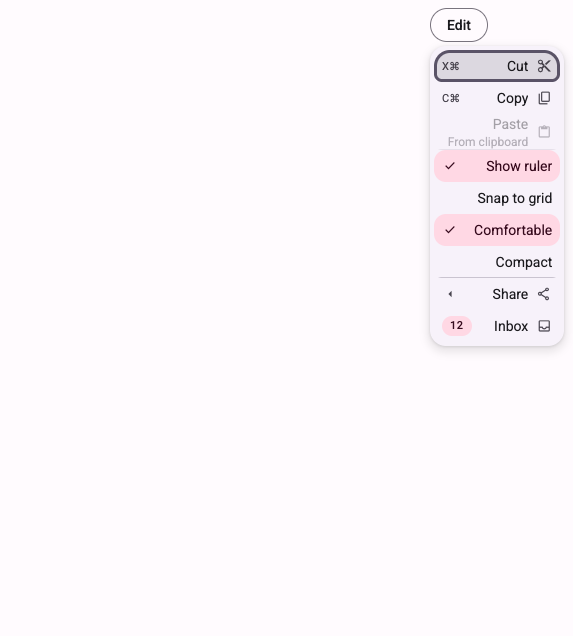 Edit
Cut X⌘
Copy C⌘
Paste
From clipboard
Show ruler
Snap to grid
Comfortable
Compact
Share
Inbox 12